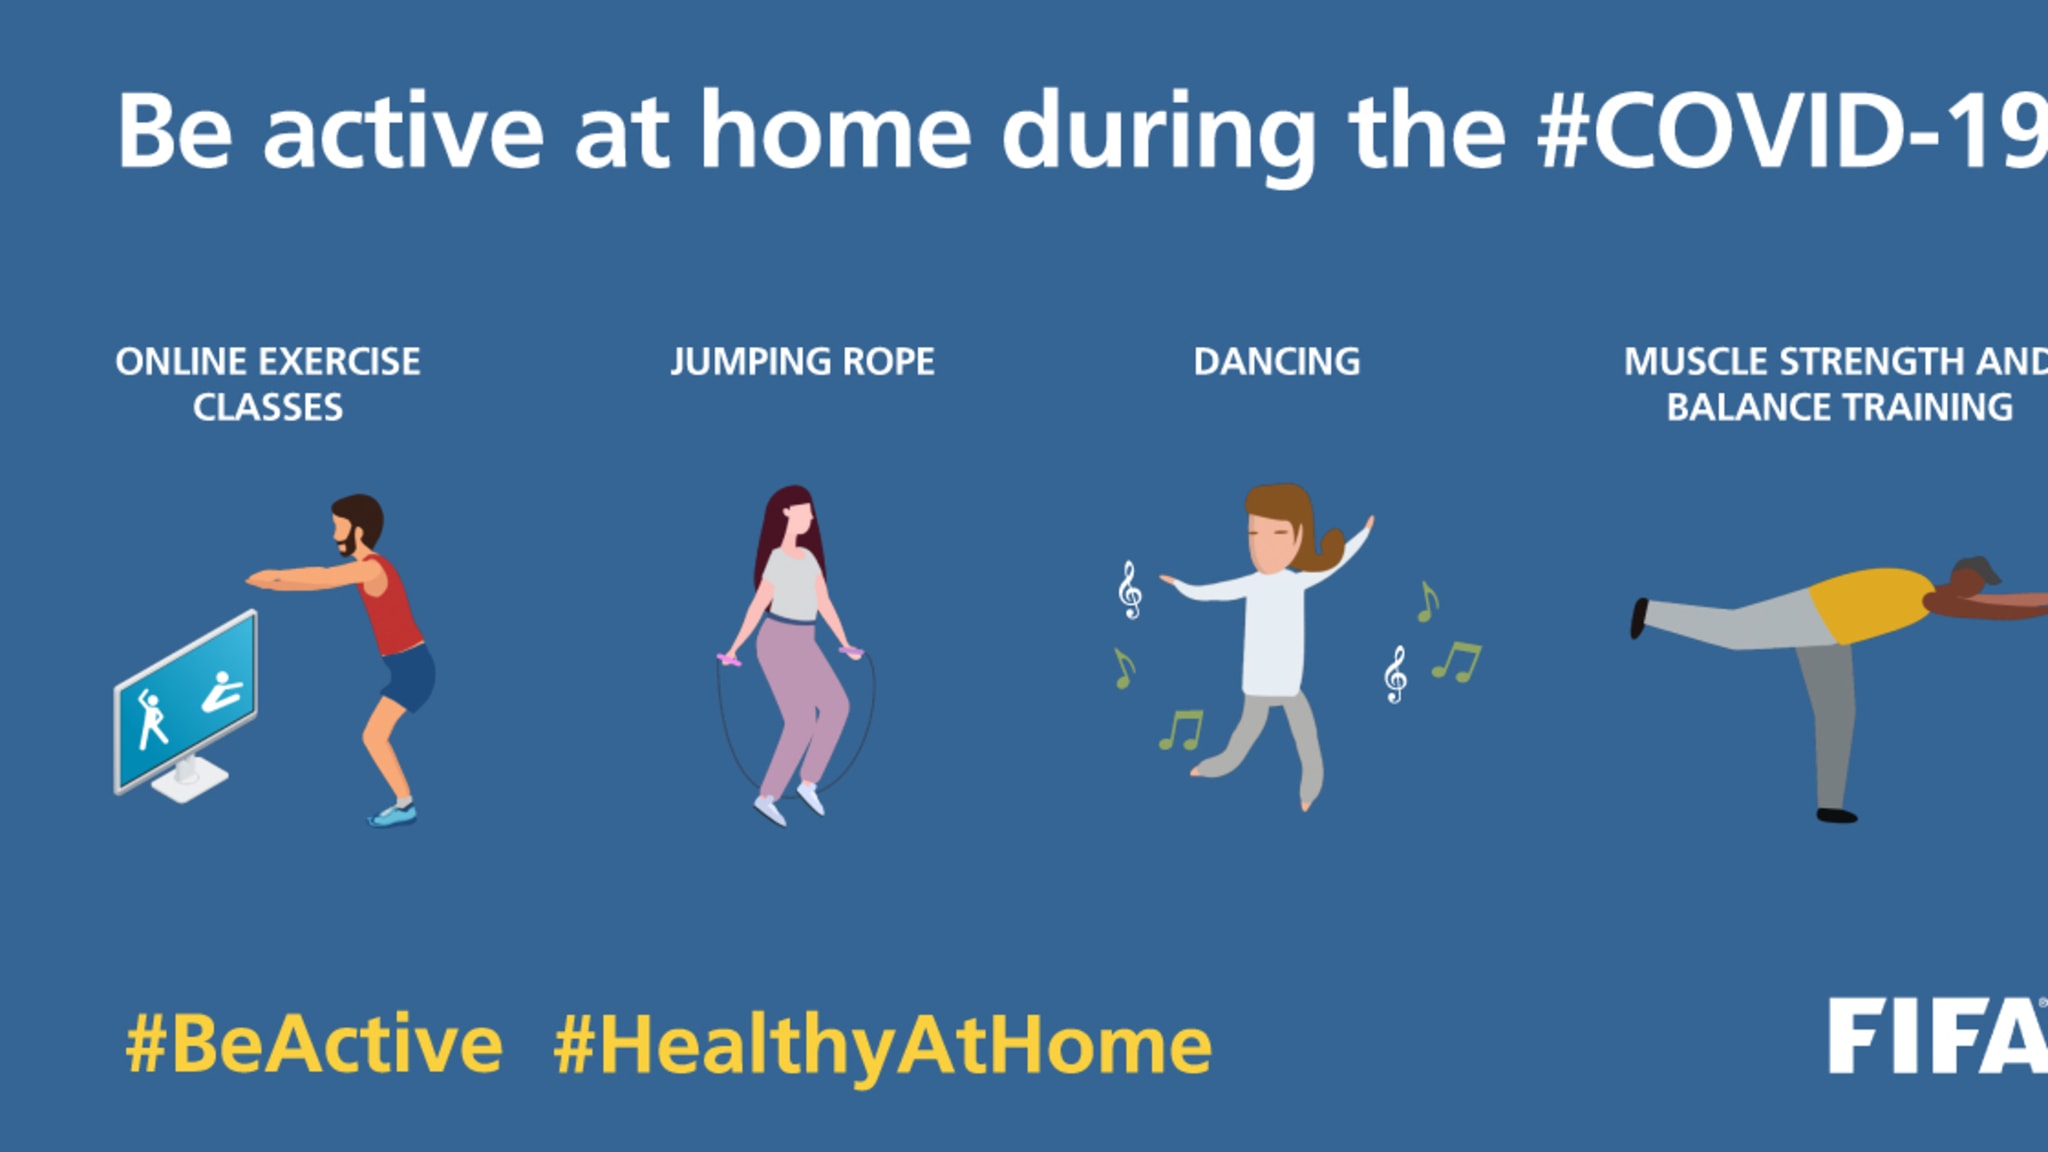 Be active at home during the #COVID-19
ONLINE EXERCISE
CLASSES
JUMPING ROPE
DANCING
MUSCLE STRENGTH AND
BALANCE TRAINING
#BeActive #HealthyAtHome
FIFA®